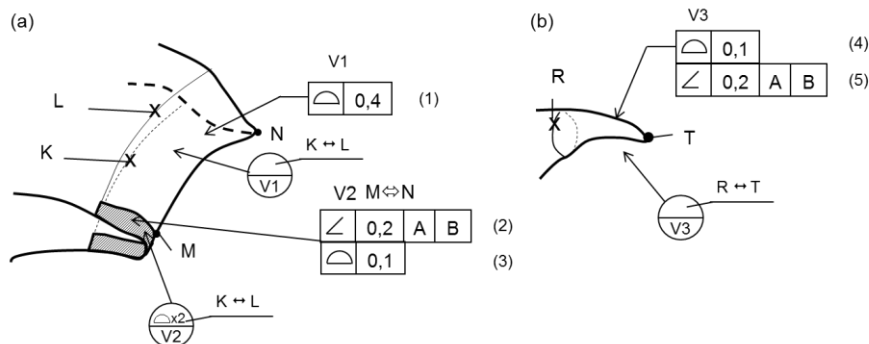 (a)
V1
⌓ 0,4 (1)
L
K
N
K ↔ L
V1
V2 M⇔N
∠ 0,2 A B (2)
⌓ 0,1 (3)
M
K ↔ L
⌓x2
V2
(b)
V3
⌓ 0,1 (4)
∠ 0,2 A B (5)
R
T
R ↔ T
V3